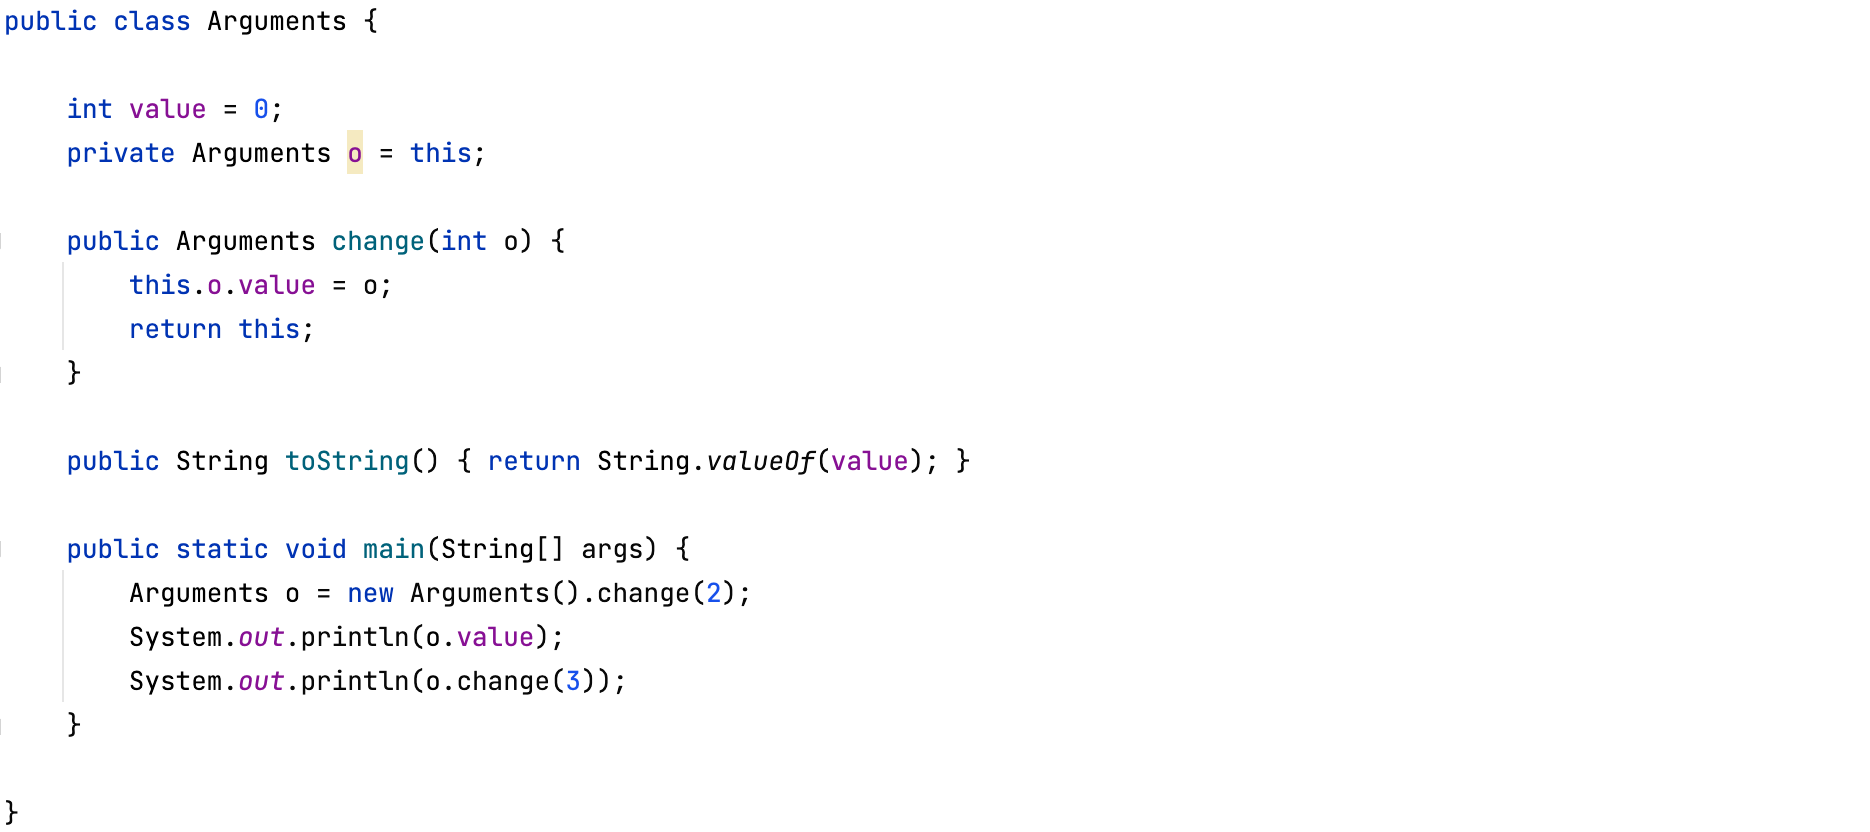 public class Arguments {
    int value = 0;
    private Arguments o = this;
    public Arguments change(int o) {
        this.o.value = o;
        return this;
    }
    public String toString() { return String.valueOf(value); }
    public static void main(String[] args) {
        Arguments o = new Arguments().change(2);
        System.out.println(o.value);
        System.out.println(o.change(3));
    }
}